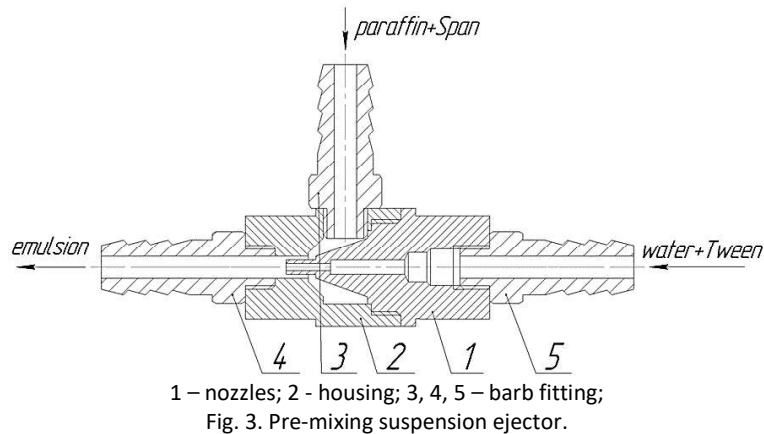 paraffin+Span
emulsion
water+Tween
4 3 2 1 5
1 – nozzles; 2 - housing; 3, 4, 5 – barb fitting;
Fig. 3. Pre-mixing suspension ejector.